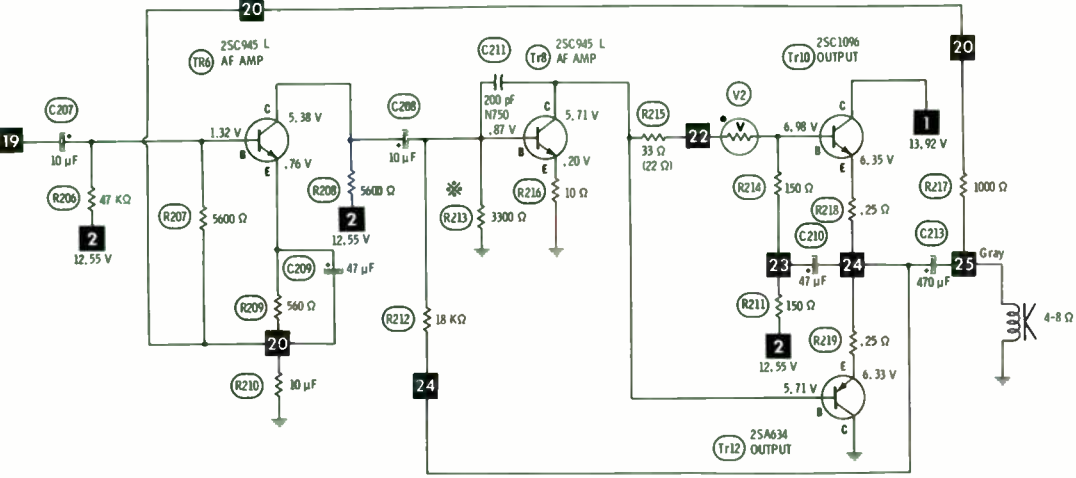 20
2SC945 L
TR6
AF AMP
C211
Tr8
2SC945 L
AF AMP
2SC1096
Tr10
OUTPUT
20
C207
19
10 µF
R206
47 KΩ
2
12.55 V
R207
5600 Ω
1.32 V
C
5.38 V
B
.76 V
E
C208
10 µF
R208
5600 Ω
2
12.55 V
200 pF
N750
.87 V
C
5.71 V
B
.20 V
E
R216
10 Ω
※
R213
3300 Ω
R215
33 Ω
(22 Ω)
22
V2
V
6.98 V
C
B
6.35 V
E
1
13.92 V
R214
150 Ω
R218
.25 Ω
R217
1000 Ω
C209
47 µF
R209
560 Ω
20
R210
10 µF
R212
18 KΩ
24
C210
23
47 µF
24
C213
470 µF
25
Gray
R211
150 Ω
2
12.55 V
R219
.25 Ω
4-8 Ω
E
6.33 V
5.71 V
B
C
2SA634
Tr12
OUTPUT